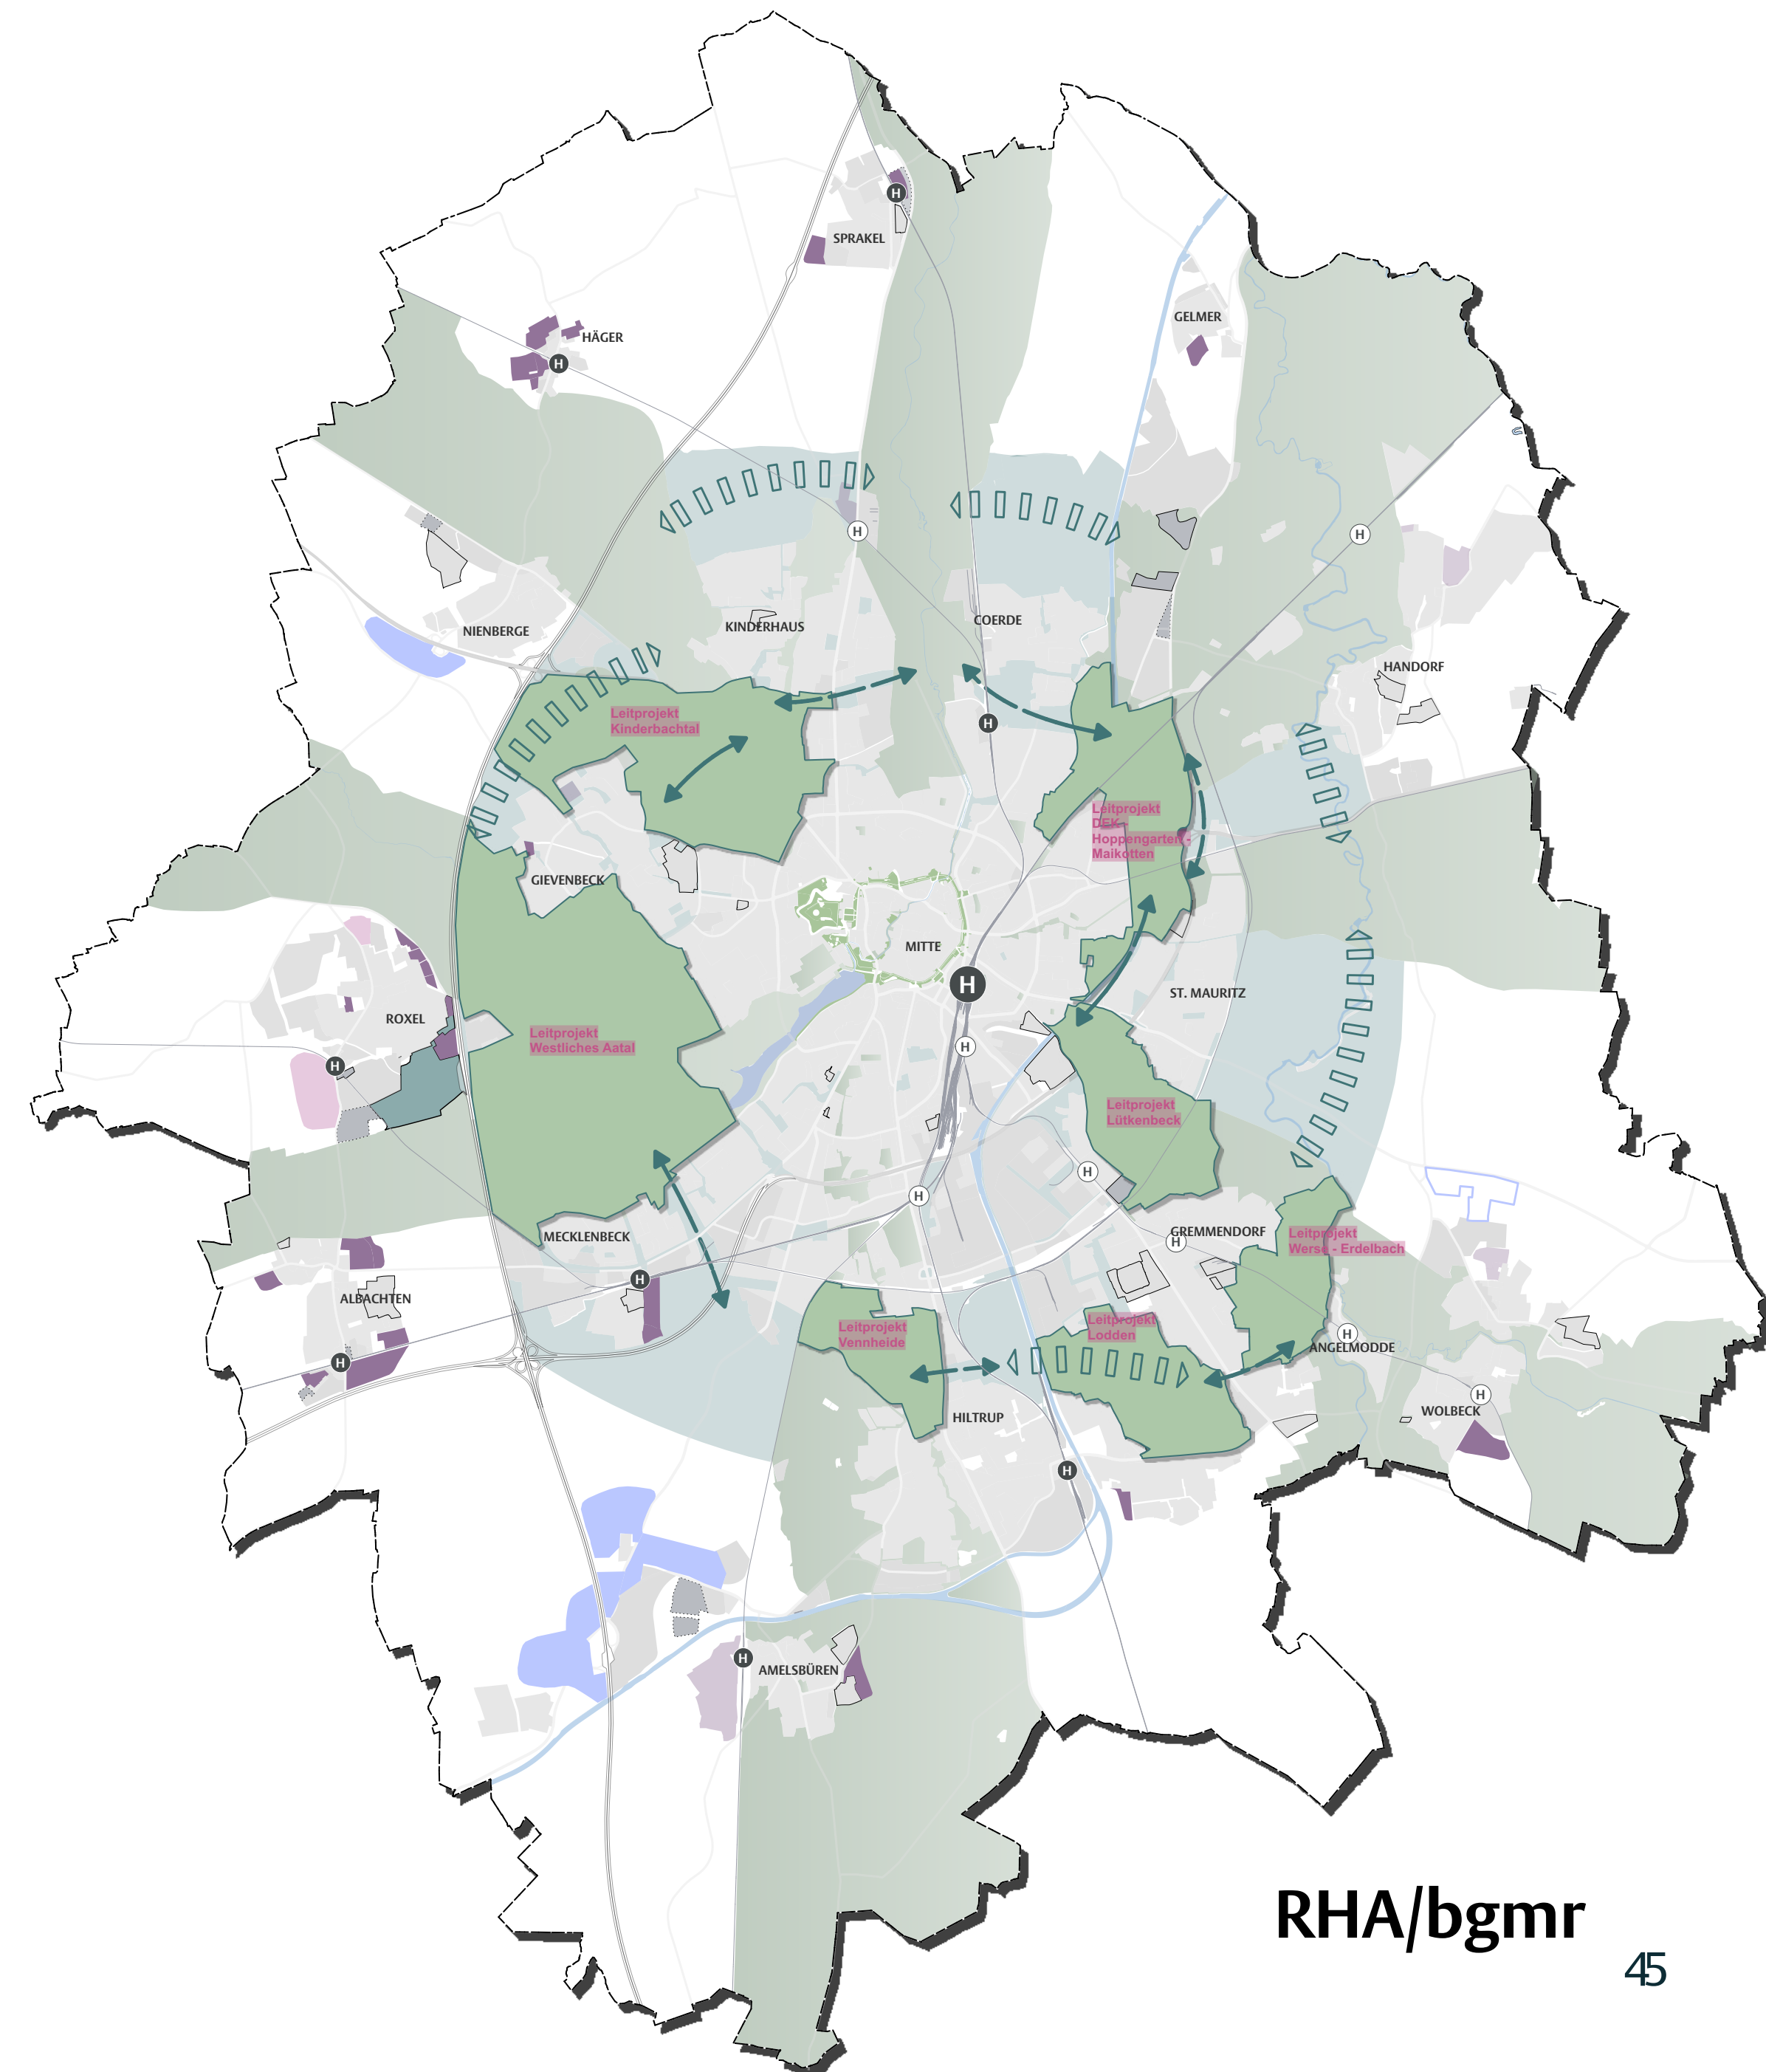 H
SPRAKEL
GELMER
HÄGER
H
H
H
KINDERHAUS
COERDE
NIENBERGE
HANDORF
Leitprojekt
Kinderbachtal
H
Leitprojekt
DEK -
Hoppengarten -
Maikotten
GIEVENBECK
MITTE
H
ST. MAURITZ
ROXEL
Leitprojekt
Westliches Aatal
H
H
Leitprojekt
Lütkenbeck
H
H
MECKLENBECK
GREMMENDORF
H
Leitprojekt
Werse - Erdelbach
H
ALBACHTEN
Leitprojekt
Vennheide
Leitprojekt
Lodden
H
ANGELMODDE
H
H
WOLBECK
HILTRUP
H
H
AMELSBÜREN
RHA/bgmr
45